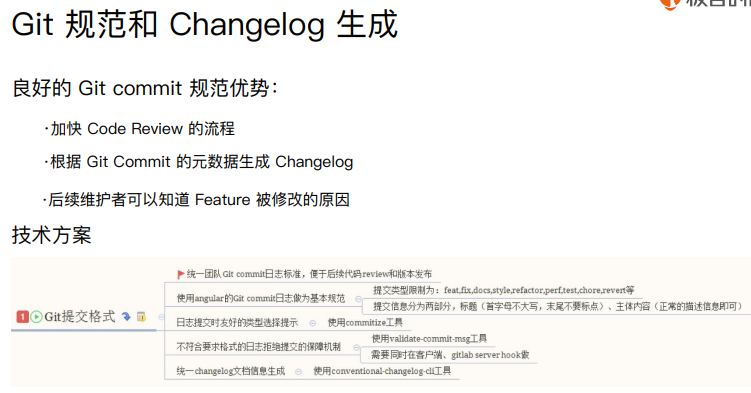 Git 规范和 Changelog 生成
良好的 Git commit 规范优势：
·加快 Code Review 的流程
·根据 Git Commit 的元数据生成 Changelog
·后续维护者可以知道 Feature 被修改的原因
技术方案
1 Git提交格式
统一团队Git commit日志标准，便于后续代码review和版本发布
使用angular的Git commit日志做为基本规范
提交类型限制为：feat,fix,docs,style,refactor,perf,test,chore,revert等
提交信息分为两部分，标题（首字母不大写，末尾不要标点）、主体内容（正常的描述信息即可）
日志提交时友好的类型选择提示
使用commitize工具
不符合要求格式的日志拒绝提交的保障机制
使用validate-commit-msg工具
需要同时在客户端、gitlab server hook做
统一changelog文档信息生成
使用conventional-changelog-cli工具